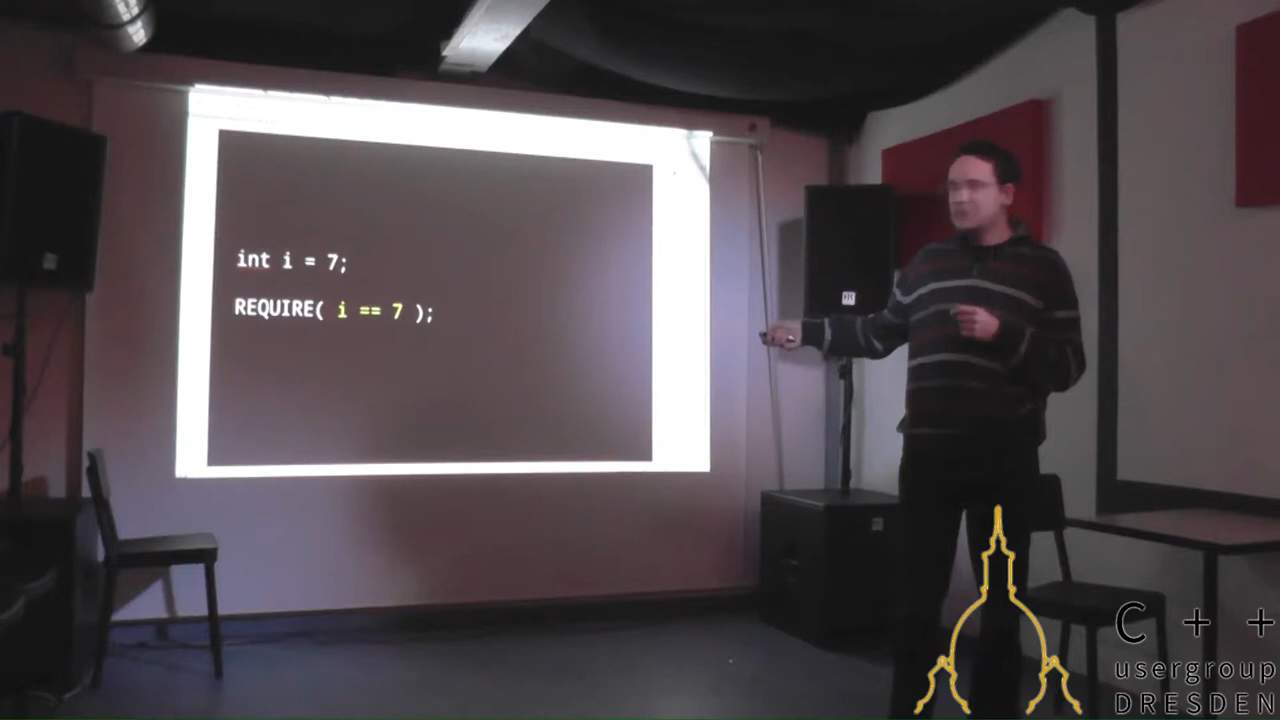 int i = 7;
REQUIRE( i == 7 );
C++
usergroup
DRESDEN